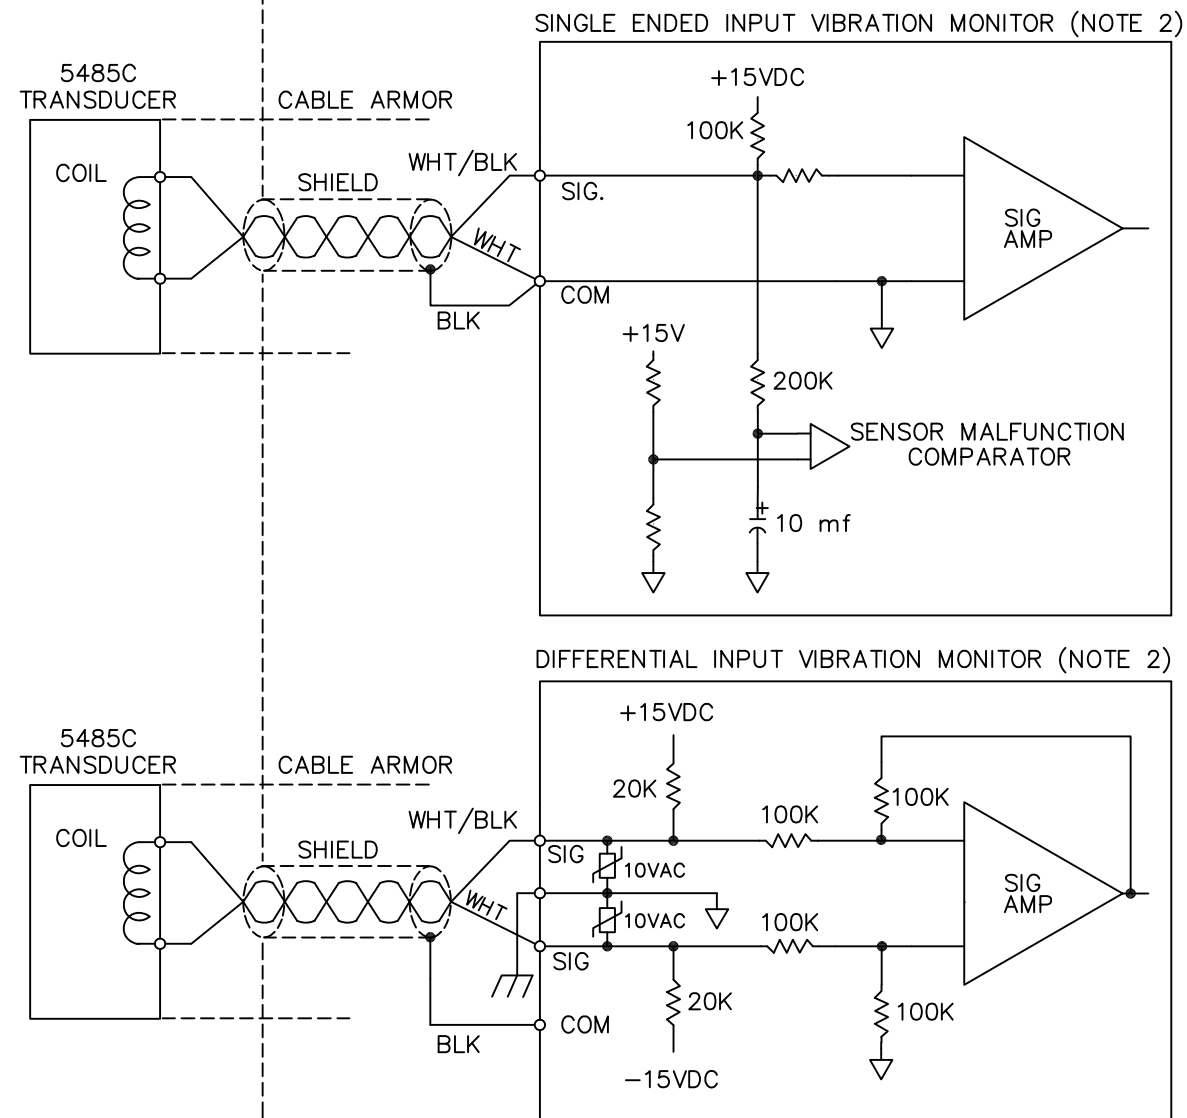 SINGLE ENDED INPUT VIBRATION MONITOR (NOTE 2)
5485C
TRANSDUCER
CABLE ARMOR
+15VDC
100K
COIL
SHIELD
WHT/BLK
SIG.
WHT
SIG
AMP
COM
BLK
+15V
200K
SENSOR MALFUNCTION
COMPARATOR
+
10 mf
DIFFERENTIAL INPUT VIBRATION MONITOR (NOTE 2)
5485C
TRANSDUCER
CABLE ARMOR
+15VDC
20K
100K
100K
COIL
SHIELD
WHT/BLK
SIG
10VAC
WHT
10VAC
SIG
AMP
100K
SIG
20K
100K
COM
BLK
-15VDC